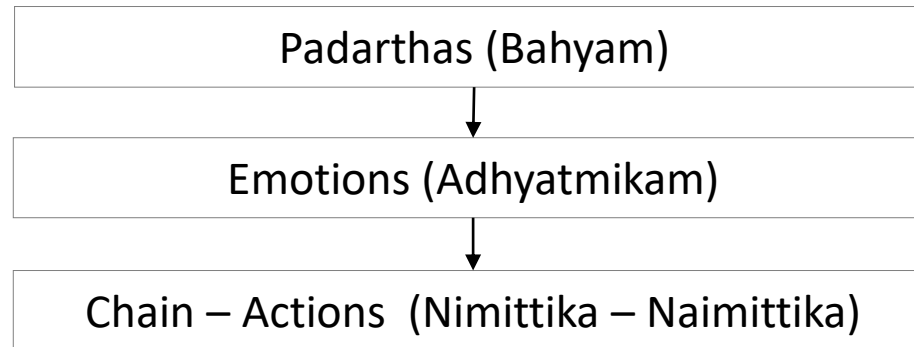 Padarthas (Bahyam)
Emotions (Adhyatmikam)
Chain – Actions  (Nimittika – Naimittika)